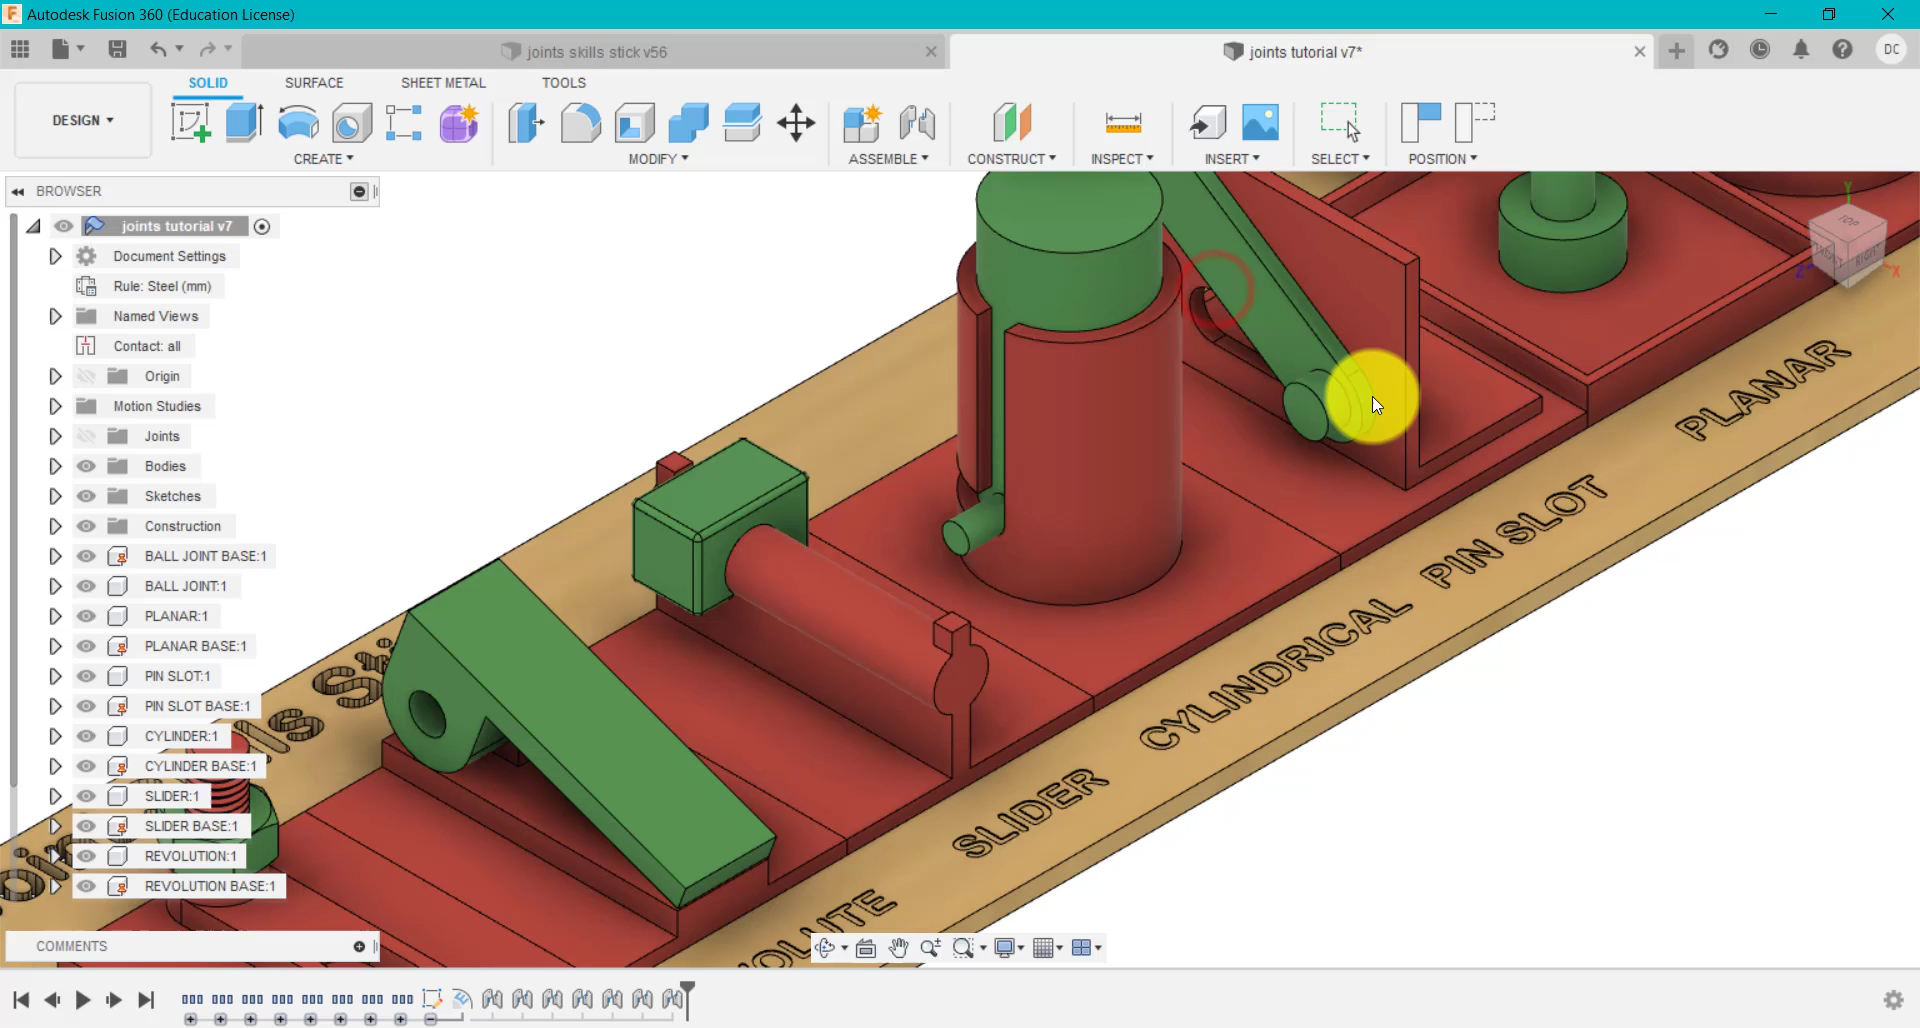 Autodesk Fusion 360 (Education License)
joints skills stick v56
joints tutorial v7*
DC
DESIGN
SOLID
SURFACE
SHEET METAL
TOOLS
CREATE
MODIFY
ASSEMBLE
CONSTRUCT
INSPECT
INSERT
SELECT
POSITION
BROWSER
joints tutorial v7
Document Settings
Rule: Steel (mm)
Named Views
Contact: all
Origin
Motion Studies
Joints
Bodies
Sketches
Construction
BALL JOINT BASE:1
BALL JOINT:1
PLANAR:1
PLANAR BASE:1
PIN SLOT:1
PIN SLOT BASE:1
CYLINDER:1
CYLINDER BASE:1
SLIDER:1
SLIDER BASE:1
REVOLUTION:1
REVOLUTION BASE:1
COMMENTS
PLANAR
PIN SLOT
CYLINDRICAL
SLIDER
TOP
RIGHT
Y
Z
X